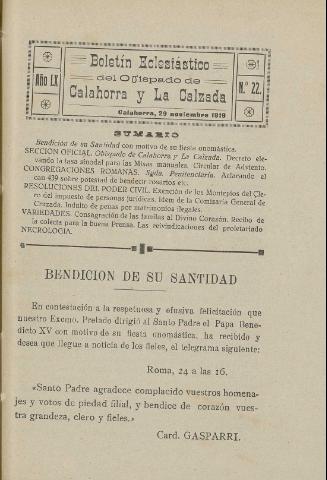 Boletín Eclesiástico
del Obispado de
Calahorra y La Calzada
Año LX
N.º 22.
Calahorra, 29 noviembre 1919
SUMARIO
Bendicion de su Santidad con motivo de su fiesta onomástica.
SECCION OFICIAL. Obispado de Calahorra y La Calzada. Decreto ele-
vando la tasa sinodal para las Misas manuales. Circular de Adviento.
CONGREGACIONES ROMANAS. Sgda. Penitenciaría. Aclarando el
can 439 sobre potestad de bendecir rosarios etc.
RESOLUCIONES DEL PODER CIVIL. Exención de los Montepíos del Cle-
ro del impuesto de personas jurídicas. Idem de la Comisaría General de
Cruzada. Indulto de penas por matrimonios ilegales.
VARIEDADES. Consagración de las familias al Divino Corazón. Recibo de
la colecta para la buena Prensa. Las reivindicaciones del proletariado
NECROLOGIA.
BENDICION DE SU SANTIDAD
En contestación a la respetuosa y efusiva felicitación que
nuestro Excmo. Prelado dirigió al Santo Padre el Papa Bene-
dicto XV con motivo de su fiesta onomástica, ha recibido y
desea que llegue a noticia de los fieles, el telegrama siguiente:
Roma, 24 a las 16.
«Santo Padre agradece complacido vuestros homena-
jes y votos de piedad filial, y bendice de corazón vues-
tra grandeza, clero y fieles.»
Card. GASPARRI.